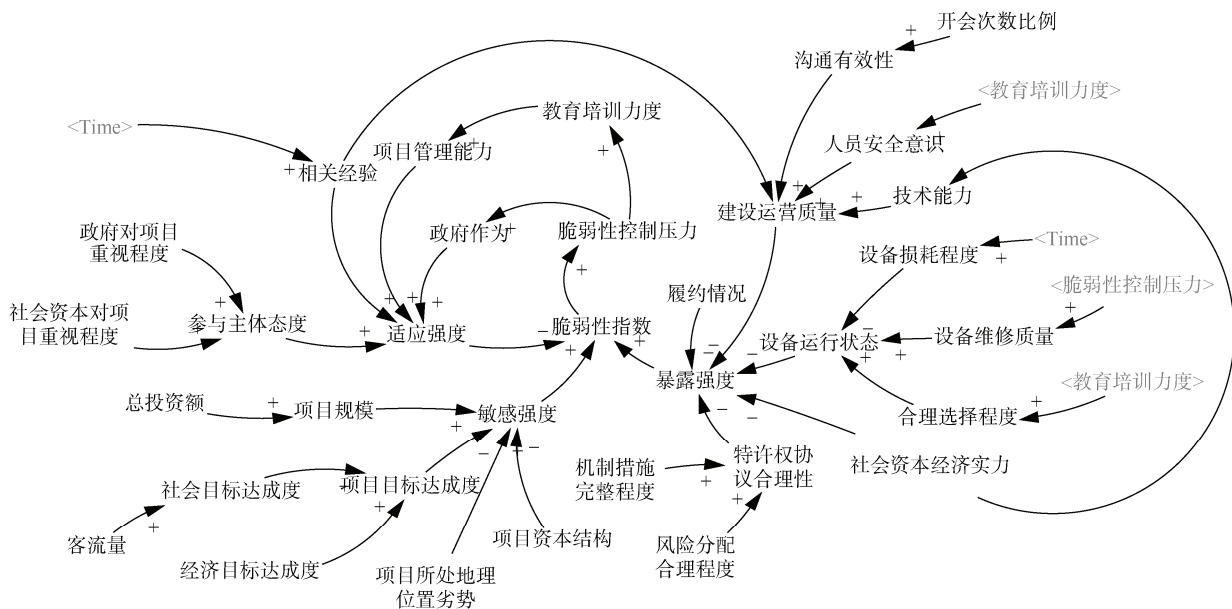 开会次数比例
沟通有效性
<教育培训力度>
教育培训力度
<Time>
项目管理能力
人员安全意识
相关经验
技术能力
建设运营质量
政府对项目
重视程度
政府作为
脆弱性控制压力
<Time>
设备损耗程度
<脆弱性控制压力>
履约情况
社会资本对项
目重视程度
参与主体态度
适应强度
脆弱性指数
设备运行状态
设备维修质量
暴露强度
<教育培训力度>
总投资额
项目规模
敏感强度
合理选择程度
机制措施
完整程度
特许权协
议合理性
社会资本经济实力
社会目标达成度
项目目标达成度
客流量
经济目标达成度
项目资本结构
风险分配
合理程度
项目所处地理
位置劣势